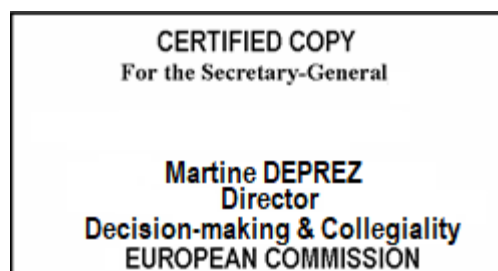 CERTIFIED COPY
For the Secretary-General
Martine DEPREZ
Director
Decision-making & Collegiality
EUROPEAN COMMISSION